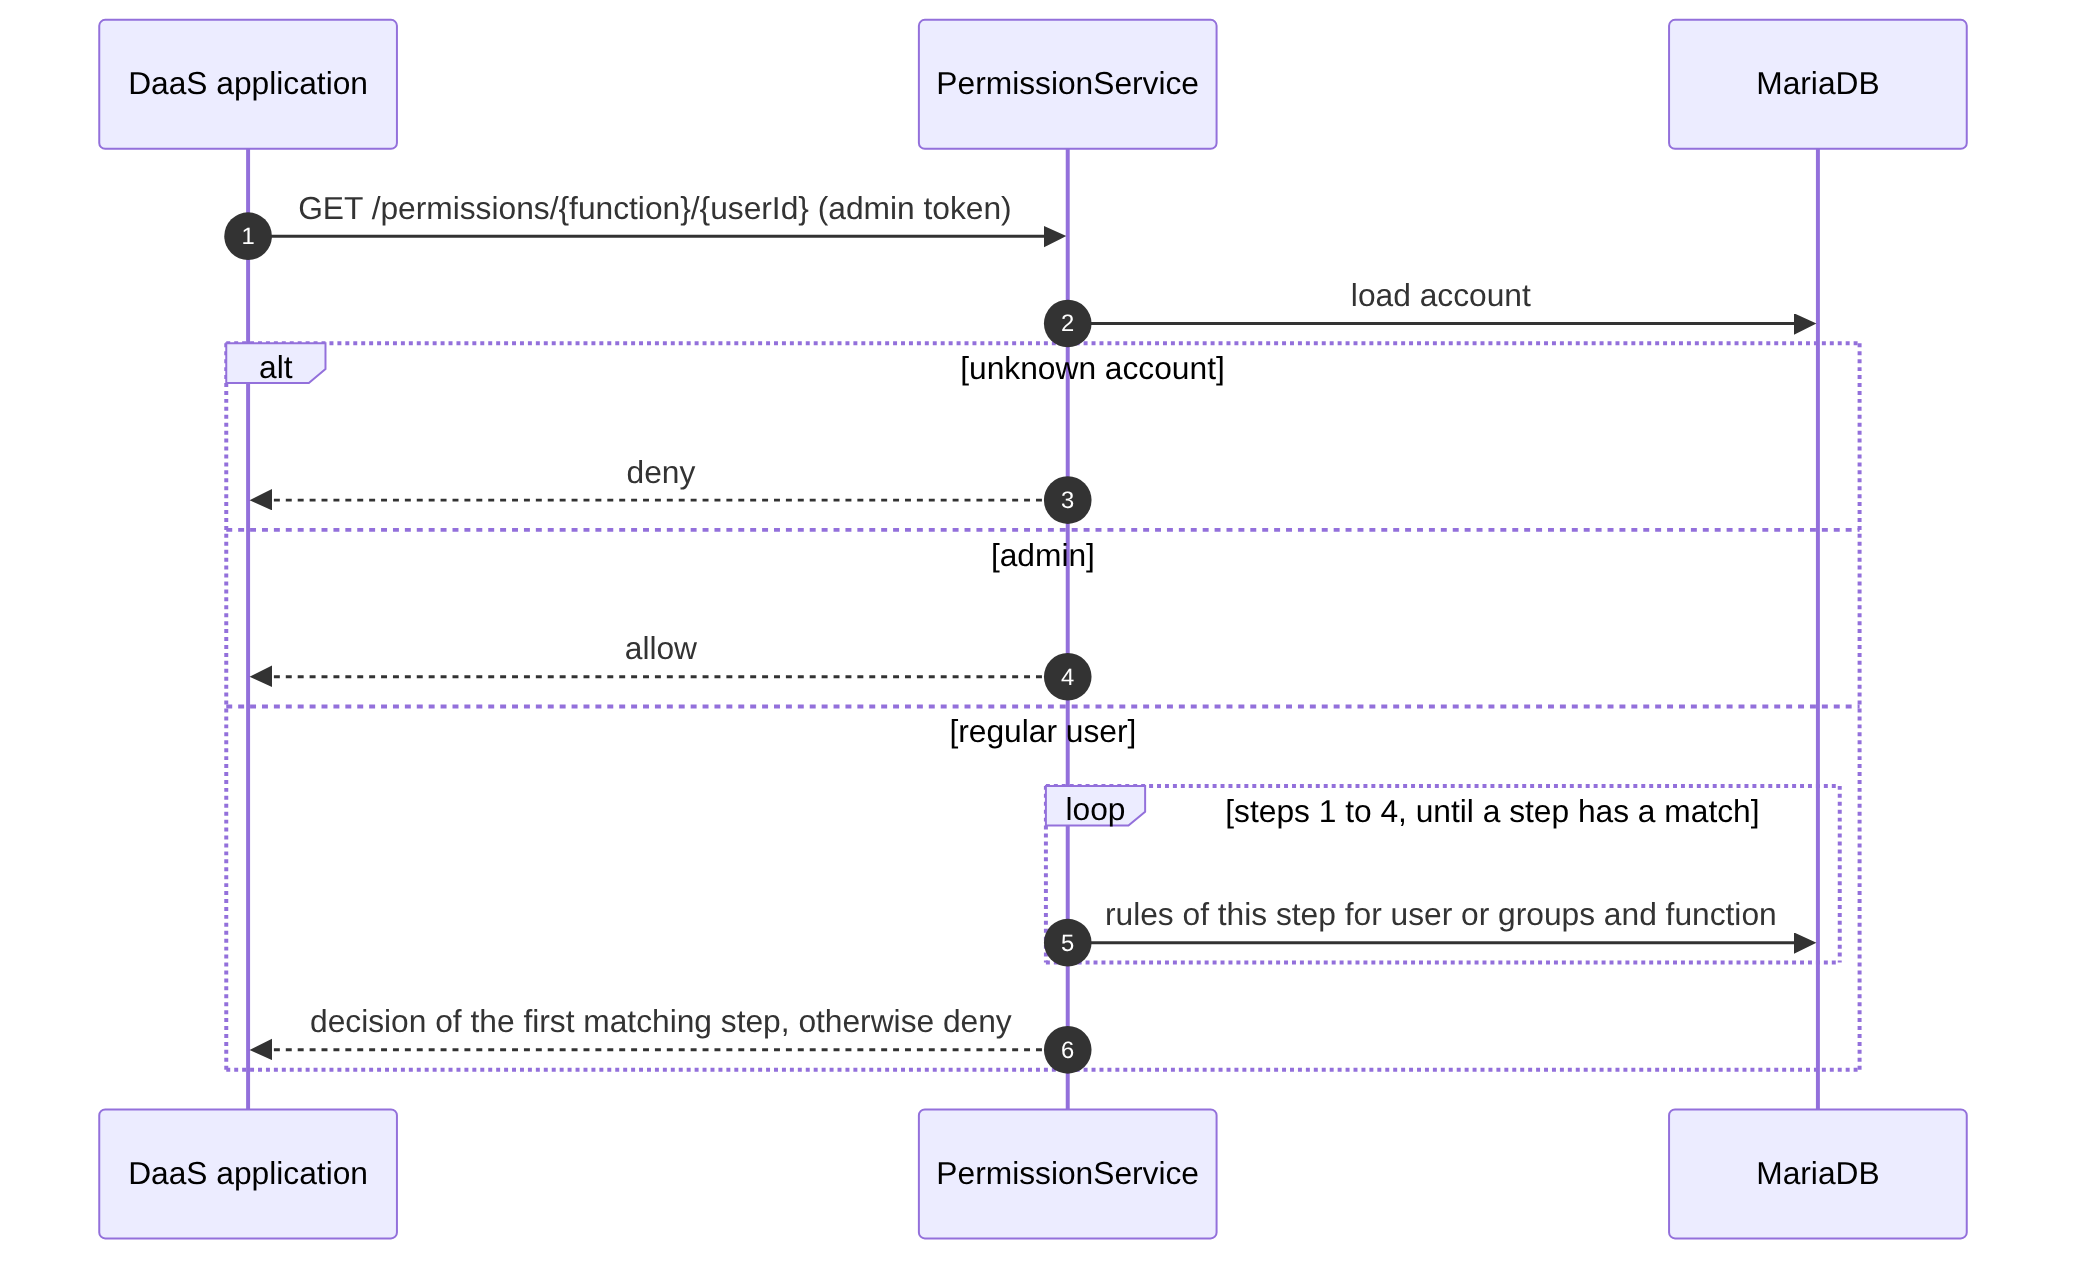 DaaS application
PermissionService
MariaDB
GET /permissions/{function}/{userId} (admin token)
1
load account
2
alt
[unknown account]
deny
3
[admin]
allow
4
[regular user]
loop
[steps 1 to 4, until a step has a match]
rules of this step for user or groups and function
5
decision of the first matching step, otherwise deny
6
DaaS application
PermissionService
MariaDB